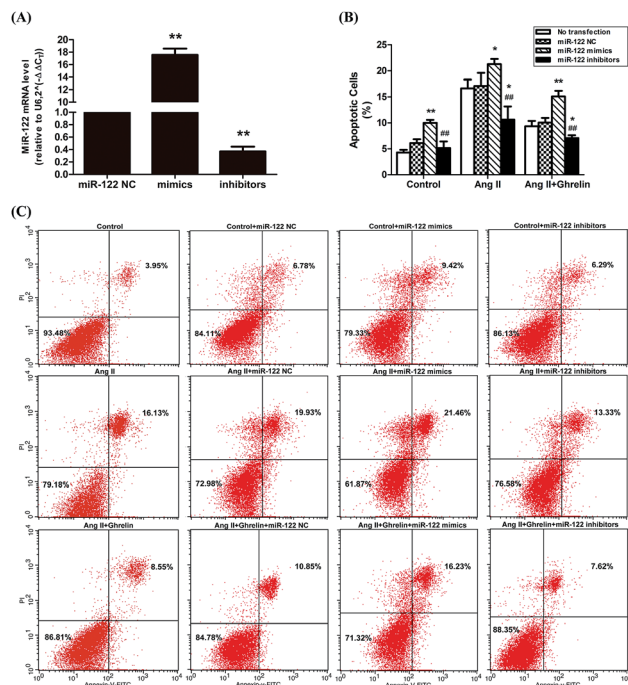 (A)
MiR-122 mRNA level
(relative to U6,2^(-ΔΔCT))
20
18
16
14
12
10
1.0
0.8
0.6
0.4
0.2
0.0
**
**
miR-122 NC mimics inhibitors
(B)
Apoptotic Cells
(%)
25
20
15
10
5
0
No transfection
miR-122 NC
miR-122 mimics
miR-122 inhibitors
** ## * * ## ** * ##
Control Ang II Ang II+Ghrelin
(C)
Control
3.95%
93.48%
PI
Control+miR-122 NC
6.78%
84.11%
Control+miR-122 mimics
9.42%
79.33%
Control+miR-122 inhibitors
6.29%
86.13%
Ang II
16.13%
79.18%
PI
Ang II+miR-122 NC
19.93%
72.98%
Ang II+miR-122 mimics
21.46%
61.87%
Ang II+miR-122 inhibitors
13.33%
76.58%
Ang II+Ghrelin
8.55%
86.81%
PI
Ang II+Ghrelin+miR-122 NC
10.85%
84.78%
Ang II+Ghrelin+miR-122 mimics
16.23%
71.32%
Ang II+Ghrelin+miR-122 inhibitors
7.62%
88.35%